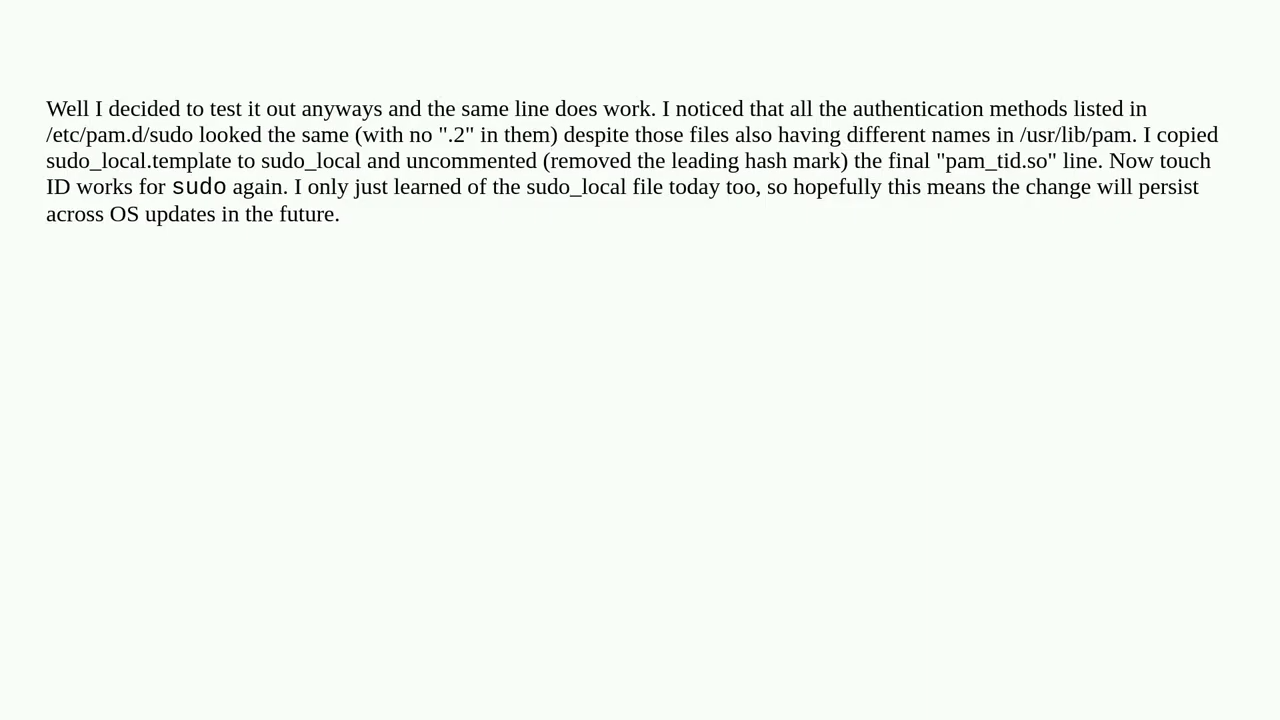 Well I decided to test it out anyways and the same line does work. I noticed that all the authentication methods listed in
/etc/pam.d/sudo looked the same (with no ".2" in them) despite those files also having different names in /usr/lib/pam. I copied
sudo_local.template to sudo_local and uncommented (removed the leading hash mark) the final "pam_tid.so" line. Now touch
ID works for sudo again. I only just learned of the sudo_local file today too, so hopefully this means the change will persist
across OS updates in the future.